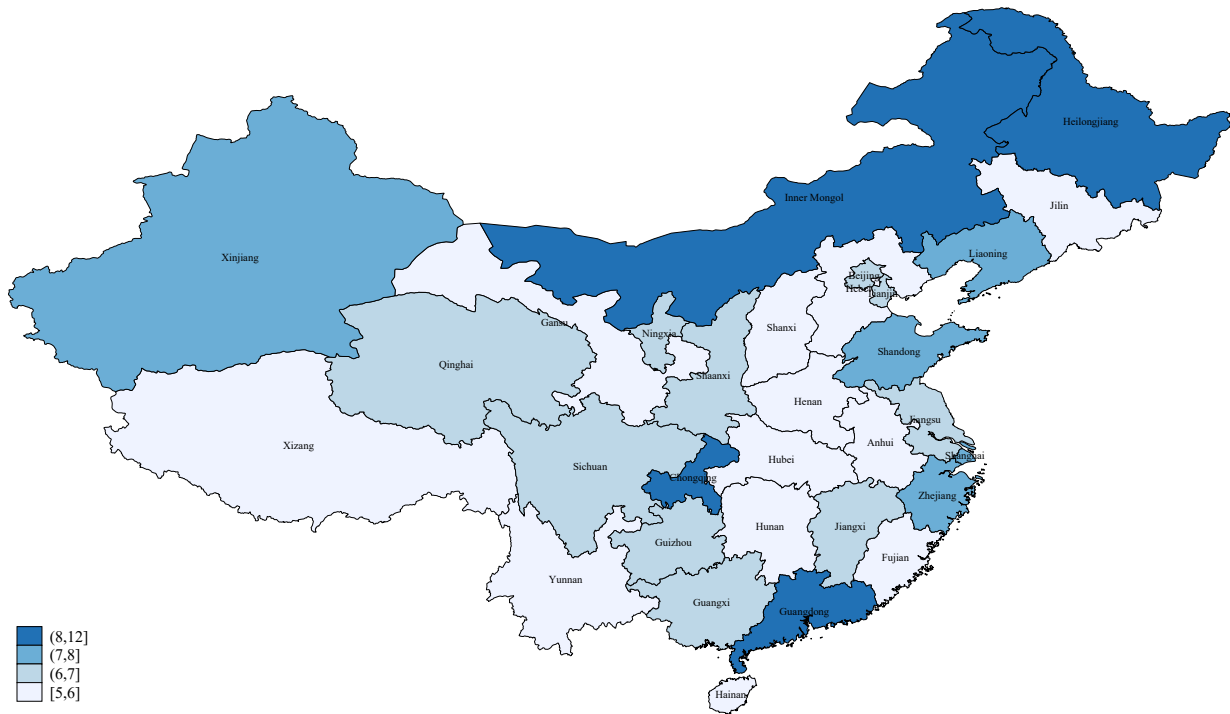 Heilongjiang
Inner Mongol
Jilin
Xinjiang
Liaoning
Beijing
Hebei
Tianjin
Gansu
Ningxia
Shanxi
Shandong
Qinghai
Shaanxi
Henan
Jiangsu
Xizang
Anhui
Shanghai
Sichuan
Hubei
Chongqing
Zhejiang
Hunan
Jiangxi
Guizhou
Fujian
Yunnan
Guangxi
Guangdong
Hainan
(8,12]
(7,8]
(6,7]
[5,6]